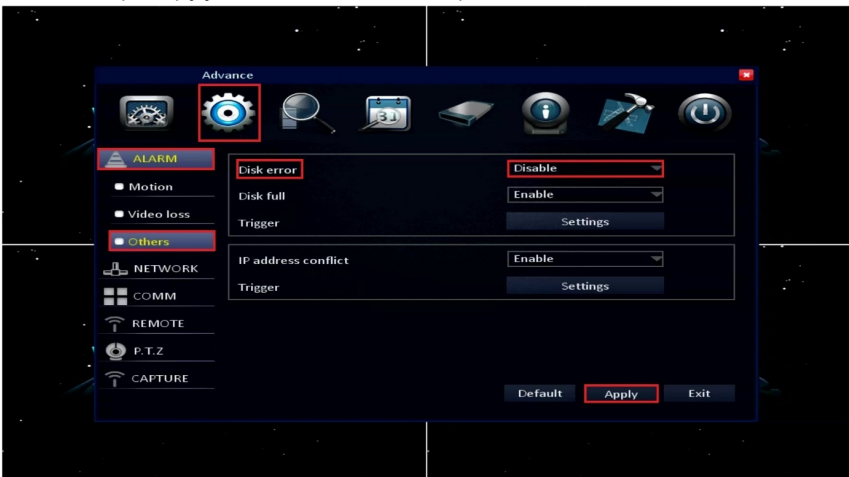 Advance
31
ALARM
Disk error Disable
Motion
Disk full Enable
Video loss
Trigger Settings
Others
IP address conflict Enable
NETWORK
Trigger Settings
COMM
REMOTE
P.T.Z
CAPTURE
Default Apply Exit